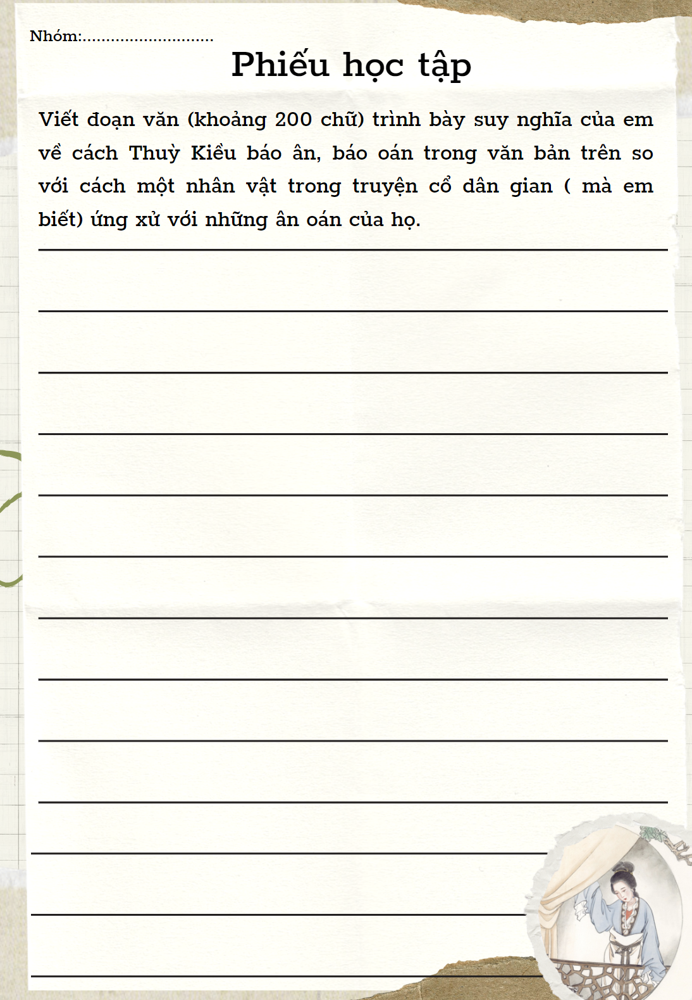 Nhóm:............................
Phiếu học tập
Viết đoạn văn (khoảng 200 chữ) trình bày suy nghĩa của em
về cách Thuỳ Kiều báo ân, báo oán trong văn bản trên so
với cách một nhân vật trong truyện cổ dân gian ( mà em
biết) ứng xử với những ân oán của họ.